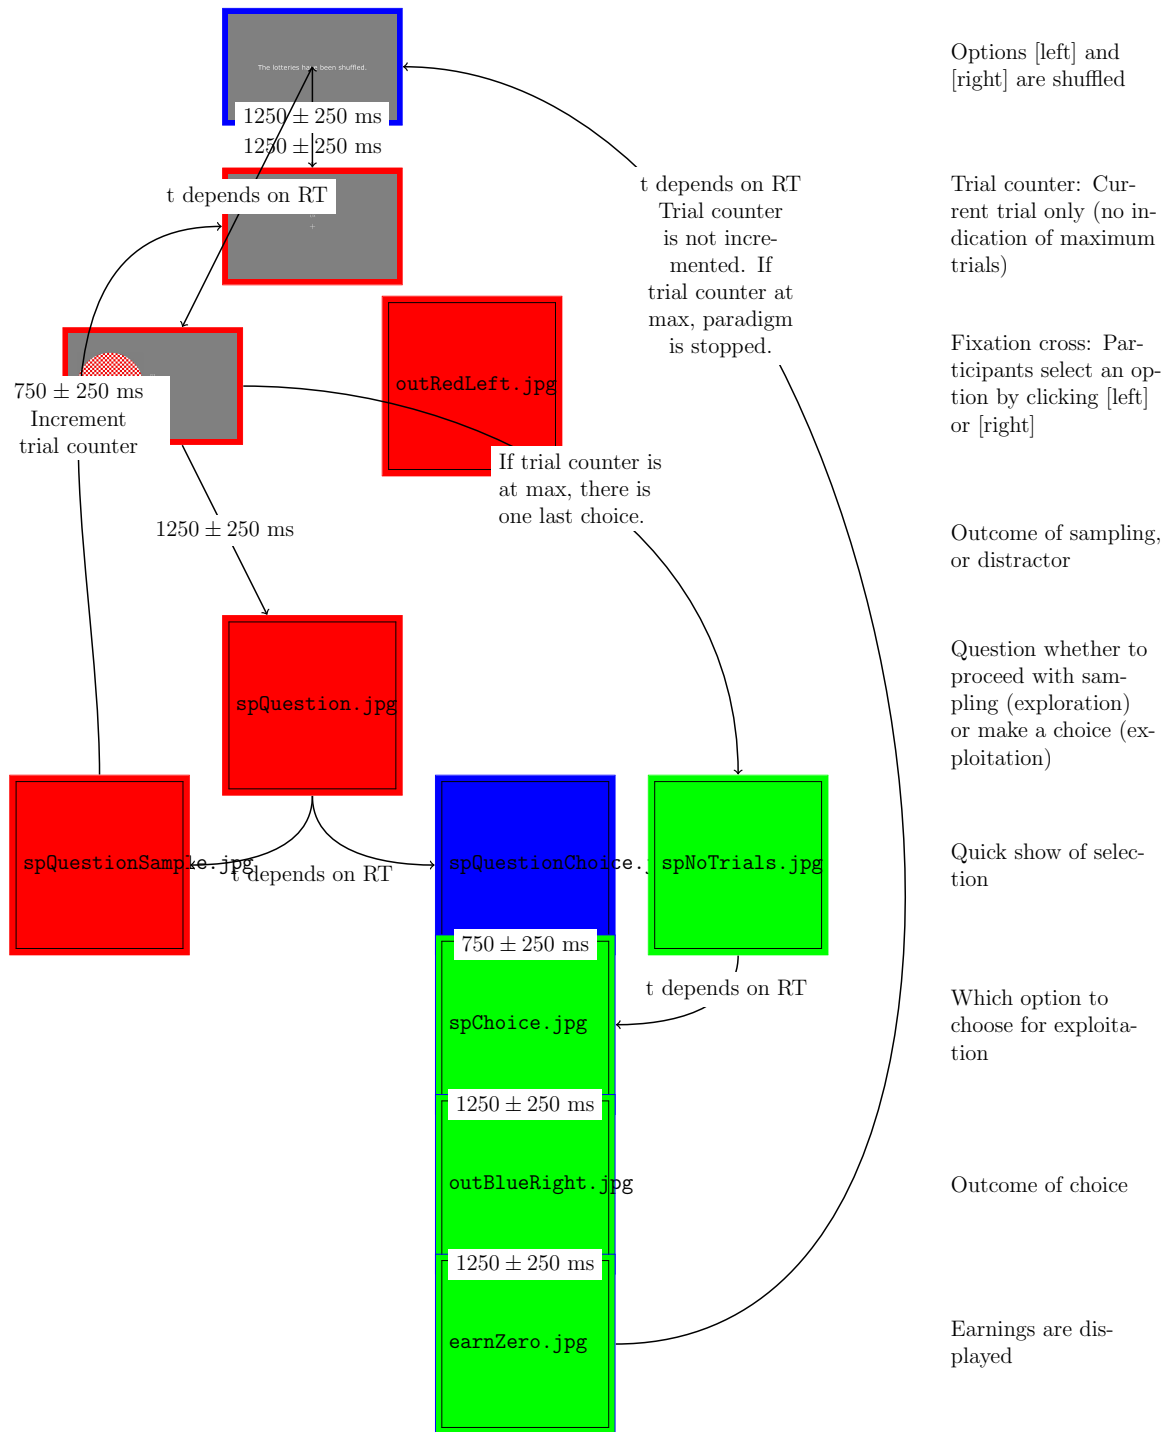 The lotteries have been shuffled.
1250 ± 250 ms
1250 ± 250 ms
t depends on RT
+
Options [left] and
[right] are shuffled
t depends on RT
Trial counter
is not incre-
mented. If
trial counter at
max, paradigm
is stopped.
Trial counter: Cur-
rent trial only (no in-
dication of maximum
trials)
outRedLeft.jpg
750 ± 250 ms
Increment
trial counter
Fixation cross: Par-
ticipants select an op-
tion by clicking [left]
or [right]
If trial counter is
at max, there is
one last choice.
1250 ± 250 ms
Outcome of sampling,
or distractor
spQuestion.jpg
Question whether to
proceed with sam-
pling (exploration)
or make a choice (ex-
ploitation)
spQuestionSample.jpg
t depends on RT
spQuestionChoice.
spNoTrials.jpg
Quick show of selec-
tion
750 ± 250 ms
t depends on RT
spChoice.jpg
Which option to
choose for exploita-
tion
1250 ± 250 ms
outBlueRight.jpg
Outcome of choice
1250 ± 250 ms
earnZero.jpg
Earnings are dis-
played